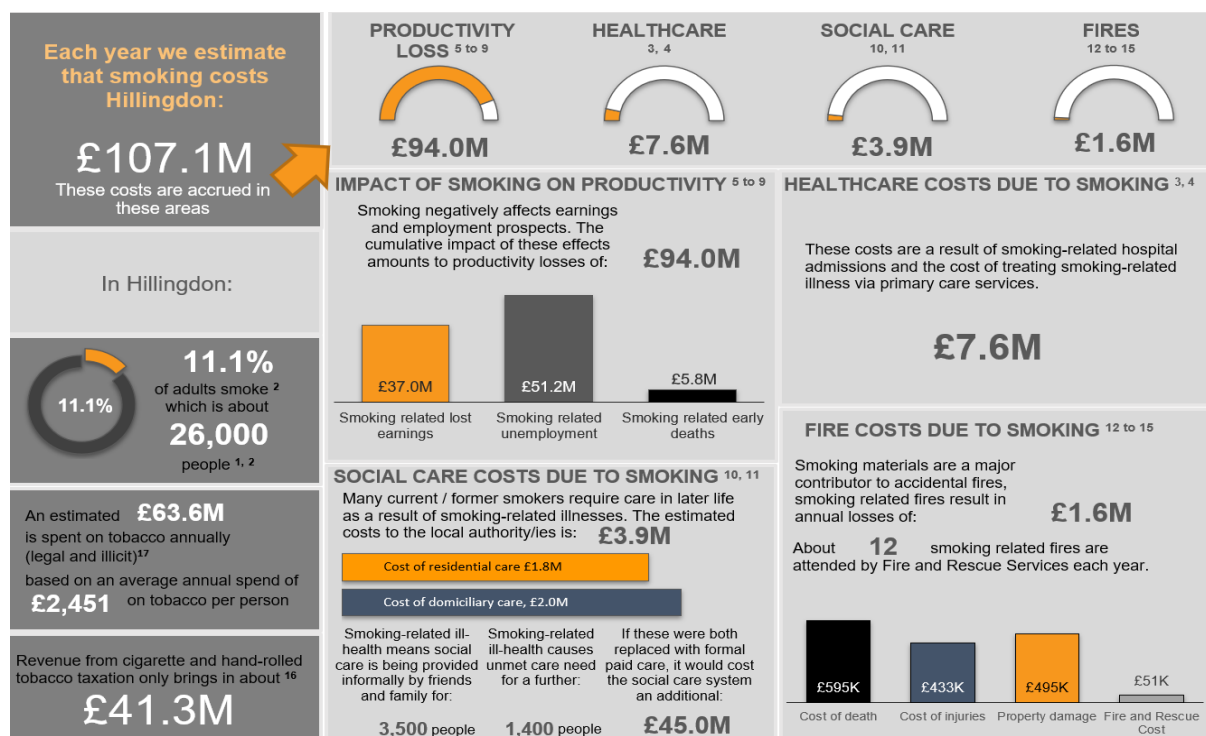 Each year we estimate
that smoking costs
Hillingdon:
£107.1M
These costs are accrued in
these areas
In Hillingdon:
11.1%
11.1%
of adults smoke 2
which is about
26,000
people 1, 2
An estimated £63.6M
is spent on tobacco annually
(legal and illicit)17
based on an average annual spend of
£2,451 on tobacco per person
Revenue from cigarette and hand-rolled
tobacco taxation only brings in about 16
£41.3M
PRODUCTIVITY
LOSS 5 to 9
£94.0M
HEALTHCARE
3, 4
£7.6M
SOCIAL CARE
10, 11
£3.9M
FIRES
12 to 15
£1.6M
IMPACT OF SMOKING ON PRODUCTIVITY 5 to 9
Smoking negatively affects earnings
and employment prospects. The
cumulative impact of these effects
amounts to productivity losses of:
£94.0M
£37.0M
£51.2M
£5.8M
Smoking related lost
earnings
Smoking related
unemployment
Smoking related early
deaths
HEALTHCARE COSTS DUE TO SMOKING 3, 4
These costs are a result of smoking-related hospital
admissions and the cost of treating smoking-related
illness via primary care services.
£7.6M
SOCIAL CARE COSTS DUE TO SMOKING 10, 11
Many current / former smokers require care in later life
as a result of smoking-related illnesses. The estimated
costs to the local authority/ies is: £3.9M
Cost of residential care £1.8M
Cost of domiciliary care, £2.0M
Smoking-related ill-
health means social
care is being provided
informally by friends
and family for:
3,500 people
Smoking-related
ill-health causes
unmet care need
for a further:
1,400 people
If these were both
replaced with formal
paid care, it would cost
the social care system
an additional:
£45.0M
FIRE COSTS DUE TO SMOKING 12 to 15
Smoking materials are a major
contributor to accidental fires,
smoking related fires result in
annual losses of:
£1.6M
About 12 smoking related fires are
attended by Fire and Rescue Services each year.
£595K
£433K
£495K
£51K
Cost of death
Cost of injuries
Property damage
Fire and Rescue
Cost